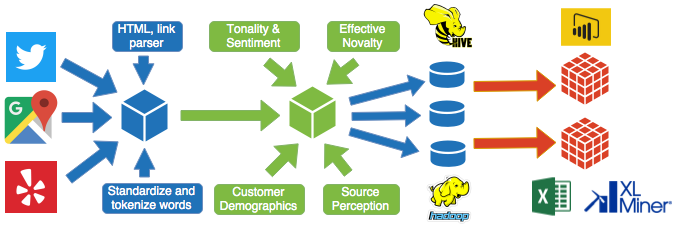 HTML, link
parser
Tonality &
Sentiment
Effective
Novalty
HIVE
G
Standardize and
tokenize words
Customer
Demographics
Source
Perception
hadoop
X
XL
Miner